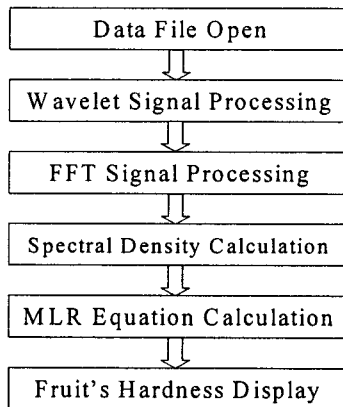 Data File Open
Wavelet Signal Processing
FFT Signal Processing
Spectral Density Calculation
MLR Equation Calculation
Fruit's Hardness Display